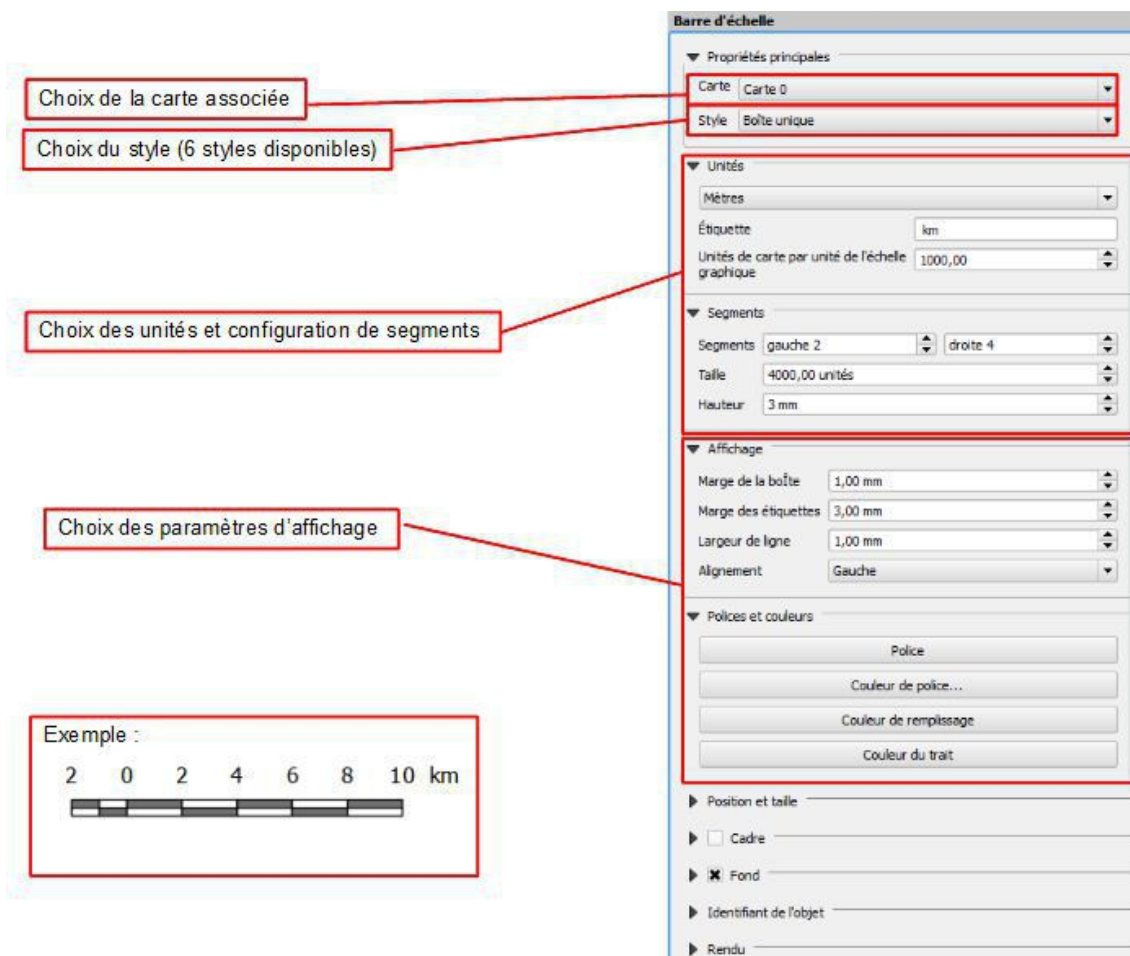 Barre d'échelle
Propriétés principales
Carte Carte 0
Style Boîte unique
Choix de la carte associée
Choix du style (6 styles disponibles)
Unités
Mètres
Étiquette km
Unités de carte par unité de l'échelle graphique 1000,00
Choix des unités et configuration de segments
Segments
Segments gauche 2 droite 4
Taille 4000,00 unités
Hauteur 3 mm
Affichage
Marge de la boîte 1,00 mm
Marge des étiquettes 3,00 mm
Largeur de ligne 1,00 mm
Alignement Gauche
Choix des paramètres d'affichage
Polices et couleurs
Police
Couleur de police...
Couleur de remplissage
Couleur du trait
Exemple :
2 0 2 4 6 8 10 km
Position et taille
Cadre
Fond
Identifiant de l'objet
Rendu